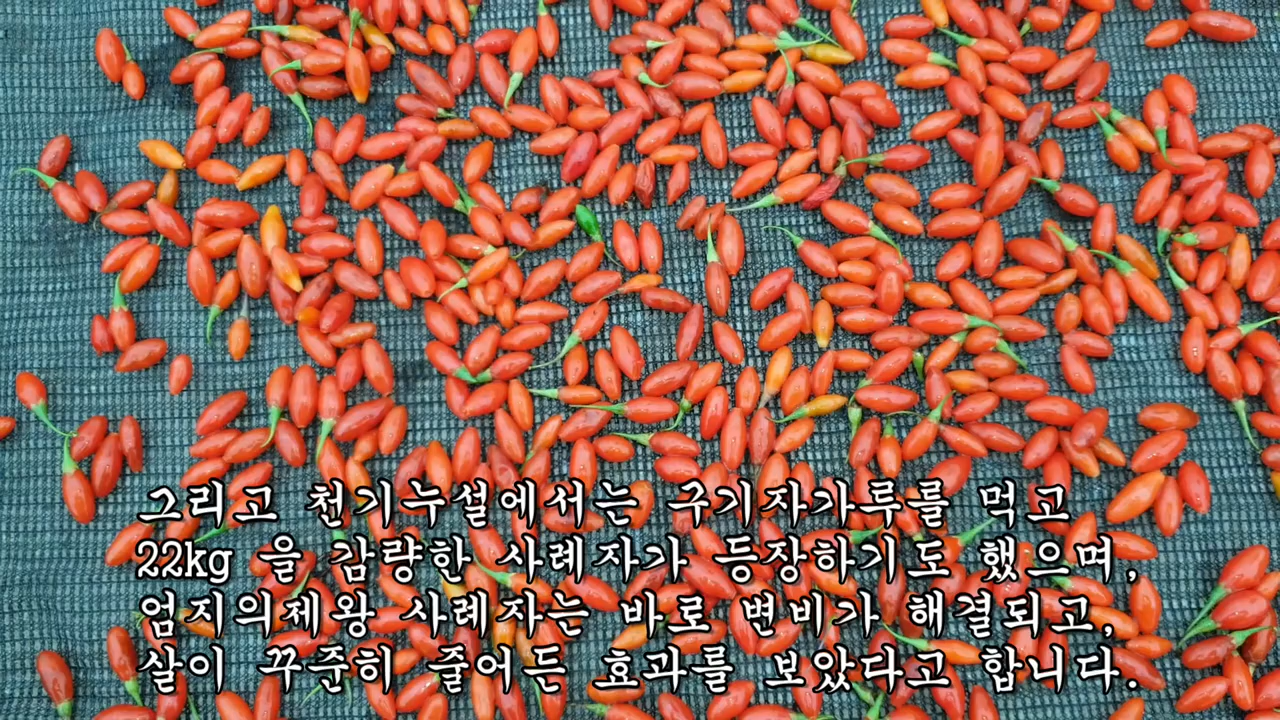 그리고 천기누설에서는 구기자가루를 먹고
22kg 을 감량한 사례자가 등장하기도 했으며,
엄지의제왕 사례자는 바로 변비가 해결되고,
살이 꾸준히 줄어든 효과를 보았다고 합니다.